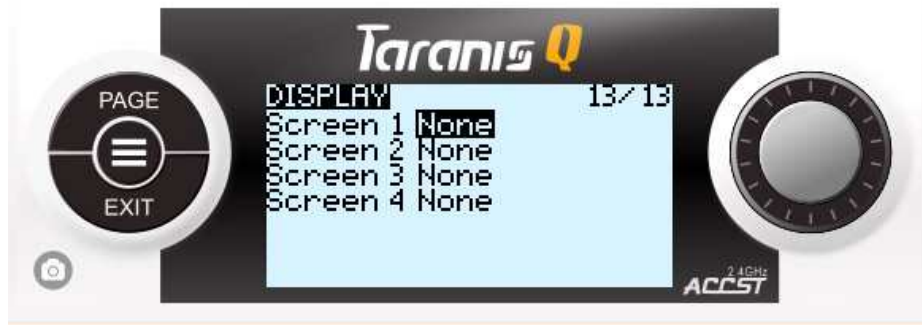 Taranis Q
PAGE
EXIT
DISPLAY 13/13
Screen 1 None
Screen 2 None
Screen 3 None
Screen 4 None
2.4GHz
ACCST